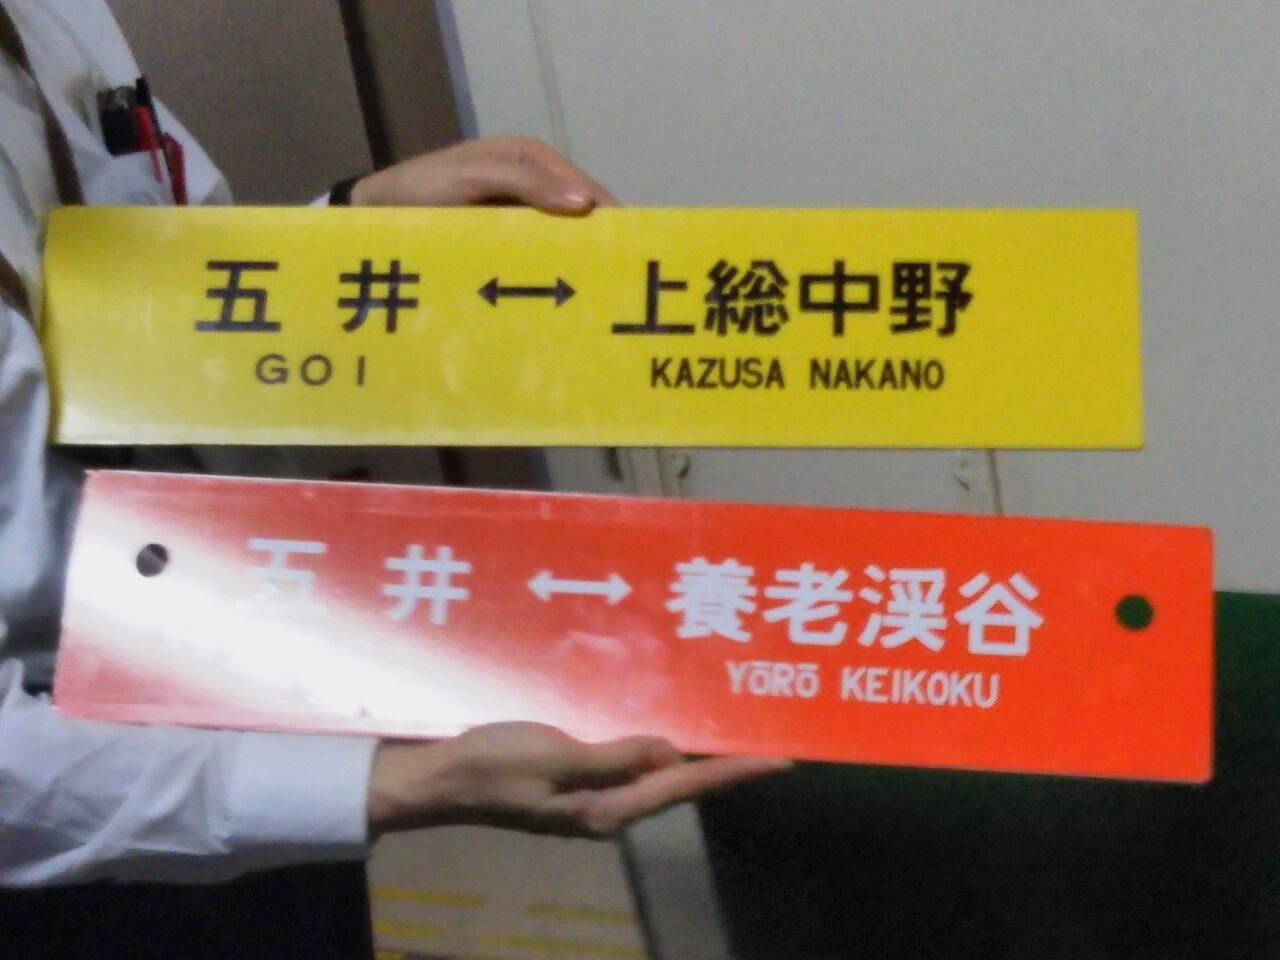 五井 ↔ 上総中野
GOI KAZUSA NAKANO
五井 ↔ 養老渓谷
YŌRŌ KEIKOKU